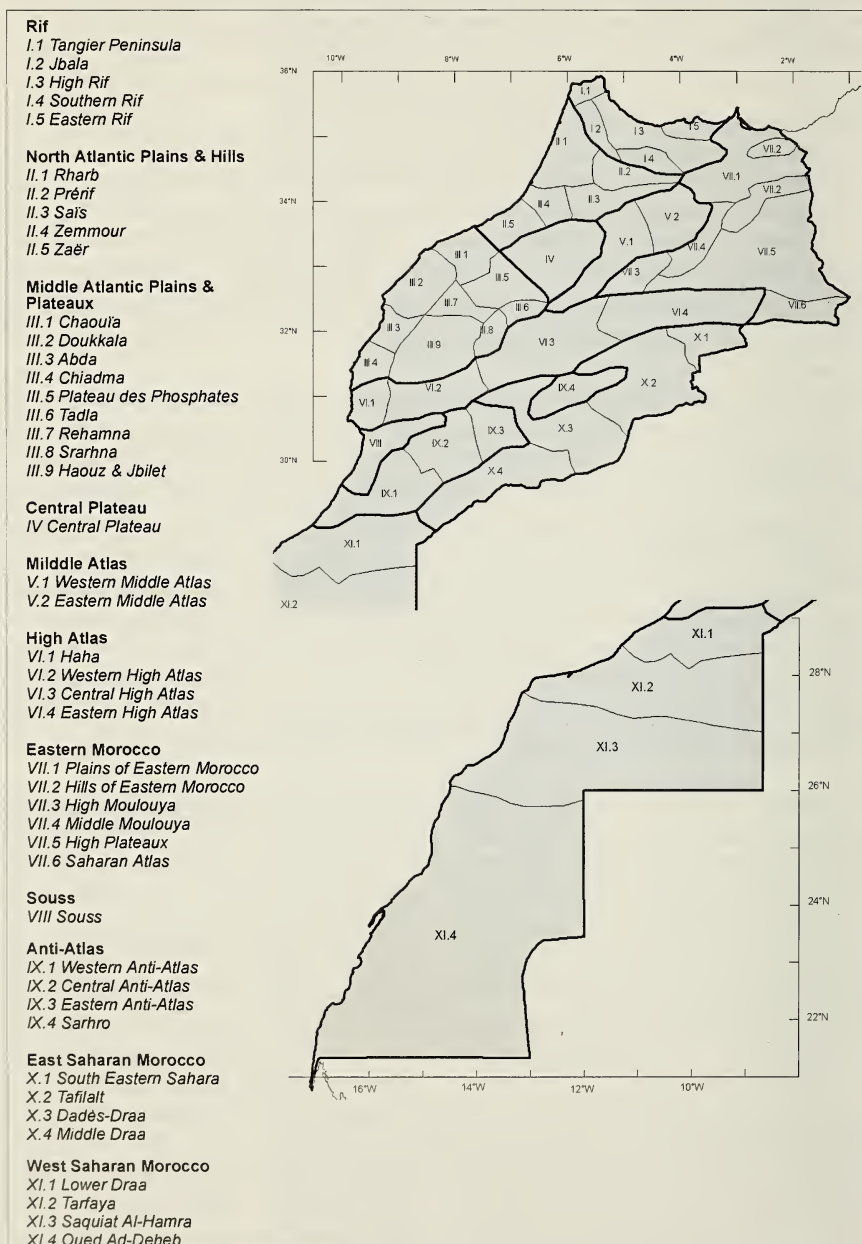 Rif
I.1 Tangier Peninsula
I.2 Jbala
I.3 High Rif
I.4 Southern Rif
I.5 Eastern Rif
North Atlantic Plains & Hills
II.1 Rharb
II.2 Prérif
II.3 Saïs
II.4 Zemmour
II.5 Zaër
Middle Atlantic Plains &
Plateaux
III.1 Chaouïa
III.2 Doukkala
III.3 Abda
III.4 Chiadma
III.5 Plateau des Phosphates
III.6 Tadla
III.7 Rehamna
III.8 Srarhna
III.9 Haouz & Jbilet
Central Plateau
IV Central Plateau
Milddle Atlas
V.1 Western Middle Atlas
V.2 Eastern Middle Atlas
High Atlas
VI.1 Haha
VI.2 Western High Atlas
VI.3 Central High Atlas
VI.4 Eastern High Atlas
Eastern Morocco
VII.1 Plains of Eastern Morocco
VII.2 Hills of Eastern Morocco
VII.3 High Moulouya
VII.4 Middle Moulouya
VII.5 High Plateaux
VII.6 Saharan Atlas
Souss
VIII Souss
Anti-Atlas
IX.1 Western Anti-Atlas
IX.2 Central Anti-Atlas
IX.3 Eastern Anti-Atlas
IX.4 Sarhro
East Saharan Morocco
X.1 South Eastern Sahara
X.2 Tafilalt
X.3 Dadès-Draa
X.4 Middle Draa
West Saharan Morocco
XI.1 Lower Draa
XI.2 Tarfaya
XI.3 Saquiat Al-Hamra
XI.4 Oued Ad-Deheb
10°W 8°W 6°W 4°W 2°W
36°N
34°N
32°N
30°N
I.1
I 2
I 3
I 5
II 1
I 4
II.2
VII.2
VII.1
VII.2
II.4
II.3
II.5
V 2
V.1
VII.4
VII.5
III 1
IV
III.5
III 2
VII 3
III.7
III 6
VI 4
VII.6
III 3
III.8
III 9
VI 3
X 1
III 4
VI.1
VI.2
IX.4
X 2
VIII
IX.2
IX.3
X.3
X 4
IX.1
XI.1
XI.2
XI.1
XI.2
XI.3
XI.4
28°N
26°N
24°N
22°N
16°W 14°W 12°W 10°W